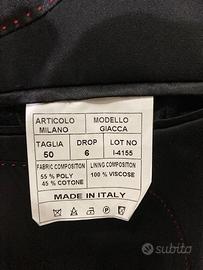 ARTICOLO MODELLO
MILANO GIACCA
TAGLIA DROP LOT NO
50 6 I-4155
FABRIC COMPOSITION LINING COMPOSITION
55 % POLY 100 % VISCOSE
45 % COTONE
MADE IN ITALY
subito